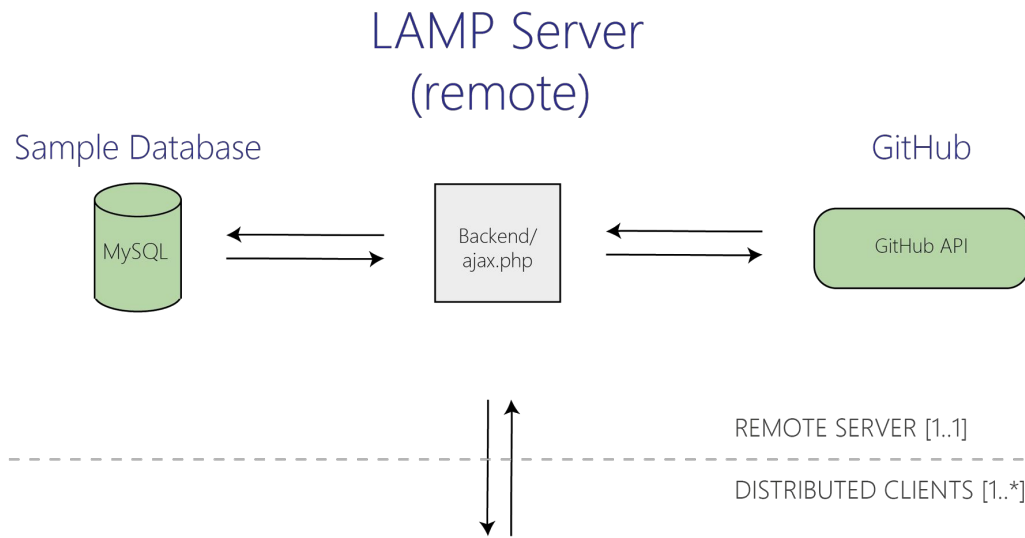 LAMP Server
(remote)
Sample Database
GitHub
MySQL
Backend/
ajax.php
GitHub API
REMOTE SERVER [1..1]
DISTRIBUTED CLIENTS [1..*]